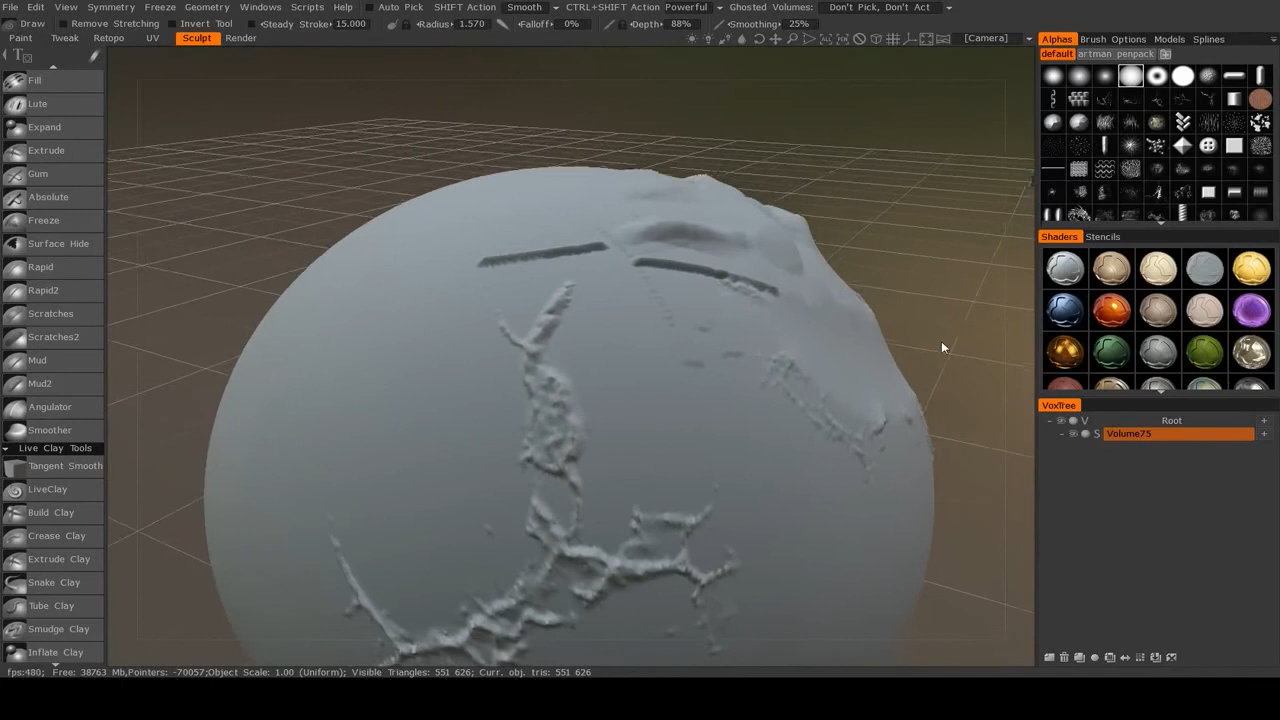 File Edit View Symmetry Freeze Geometry Windows Scripts Help Auto Pick SHIFT Action Smooth CTRL+SHIFT Action Powerful Ghosted Volumes: Don't Pick, Don't Act
Draw Remove Stretching Invert Tool Steady Stroke 15.000 Radius 1.570 Falloff 0% Depth 88% Smoothing 25%
Paint Tweak Retopo UV Sculpt Render [Camera] Alphas Brush Options Models Splines
default artman penpack
Fill
Lute
Expand
Extrude
Gum
Absolute
Freeze
Surface Hide
Rapid
Rapid2
Scratches
Scratches2
Mud
Mud2
Angulator
Smoother
Live Clay Tools
Tangent Smooth
LiveClay
Build Clay
Crease Clay
Extrude Clay
Snake Clay
Tube Clay
Smudge Clay
Inflate Clay
Shaders Stencils
VoxTree
V Root +
S Volume75 +
fps:480; Free: 38763 Mb,Pointers: -70057;Object Scale: 1.00 (Uniform); Visible Triangles: 551 626; Curr. obj. tris: 551 626